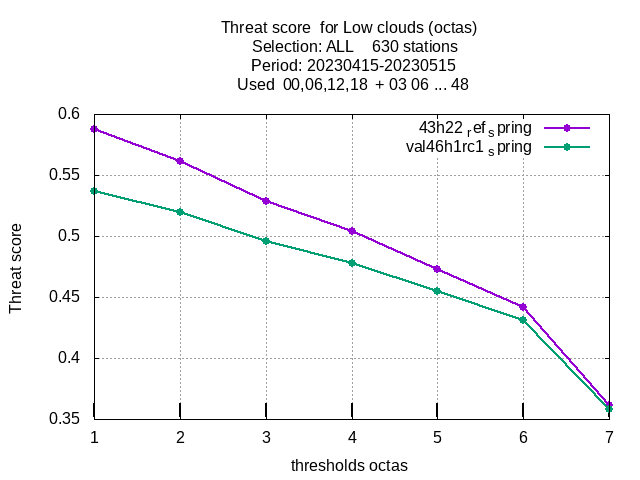 Threat score  for Low clouds (octas)
Selection: ALL    630 stations
Period: 20230415-20230515
Used  00,06,12,18  + 03 06 ... 48
43h22 ref spring
val46h1rc1 spring
0.6
0.55
0.5
0.45
0.4
0.35
Threat score
1 2 3 4 5 6 7
thresholds octas